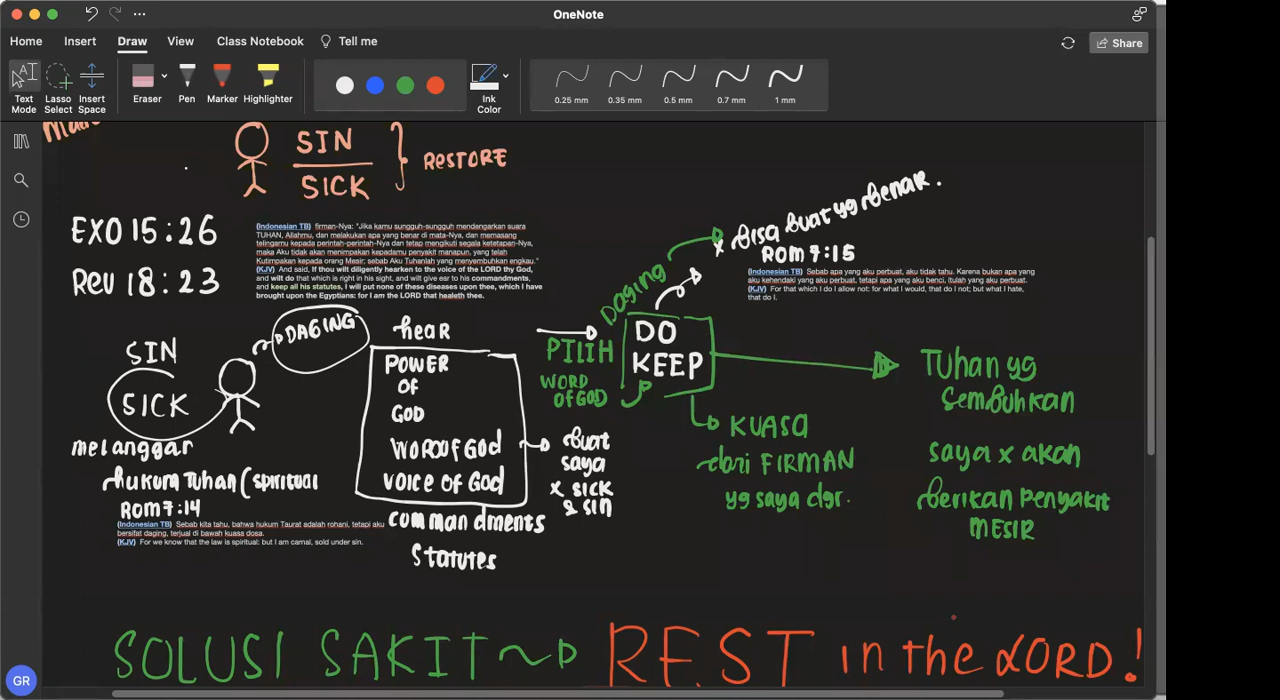 OneNote
Home Insert Draw View Class Notebook Tell me
Share
Text Mode
Lasso Select
Insert Space
Eraser
Pen
Marker
Highlighter
Ink Color
0.25 mm 0.35 mm 0.5 mm 0.7 mm 1 mm
SIN
SICK
RESTORE
EXO 15:26
Rev 18:23
(Indonesian TB) firman-Nya: "Jika kamu sungguh-sungguh mendengarkan suara
TUHAN, Allahmu, dan melakukan apa yang benar di mata-Nya, dan memasang
telingamu kepada perintah-perintah-Nya dan tetap mengikuti segala ketetapan-Nya,
maka Aku tidak akan menimpakan kepadamu penyakit manapun, yang telah
Kutimpakan kepada orang Mesir; sebab Aku Tuhanlah yang menyembuhkan engkau."
(KJV) And said, If thou wilt diligently hearken to the voice of the LORD thy God,
and will do that which is right in his sight, and will give ear to his commandments,
and keep all his statutes, I will put none of these diseases upon thee, which I have
brought upon the Egyptians: for I am the LORD that healeth thee.
x bisa buat yg benar.
Rom 7:15
(Indonesian TB) Sebab apa yang aku perbuat, aku tidak tahu. Karena bukan apa yang
aku kehendaki yang aku perbuat, tetapi apa yang aku benci, itulah yang aku perbuat.
(KJV) For that which I do I allow not: for what I would, that do I not; but what I hate,
that do I.
Daging
SIN
SICK
DAGING
melanggar
hukum Tuhan (spiritual
Rom 7:14
(Indonesian TB) Sebab kita tahu, bahwa hukum Taurat adalah rohani, tetapi aku
bersifat daging, terjual di bawah kuasa dosa.
(KJV) For we know that the law is spiritual: but I am carnal, sold under sin.
hear
POWER
OF
GOD
WORD of God
VOICE of God
commandments
Statutes
buat
saya
x sick
& sin
PILIH
WORD
OF GOD
DO
KEEP
KUASA
dari FIRMAN
yg saya dgr.
Tuhan yg
Sembuhkan
saya x akan
berikan Penyakit
MESIR
SOLUSI SAKIT
REST in the LORD!
GR